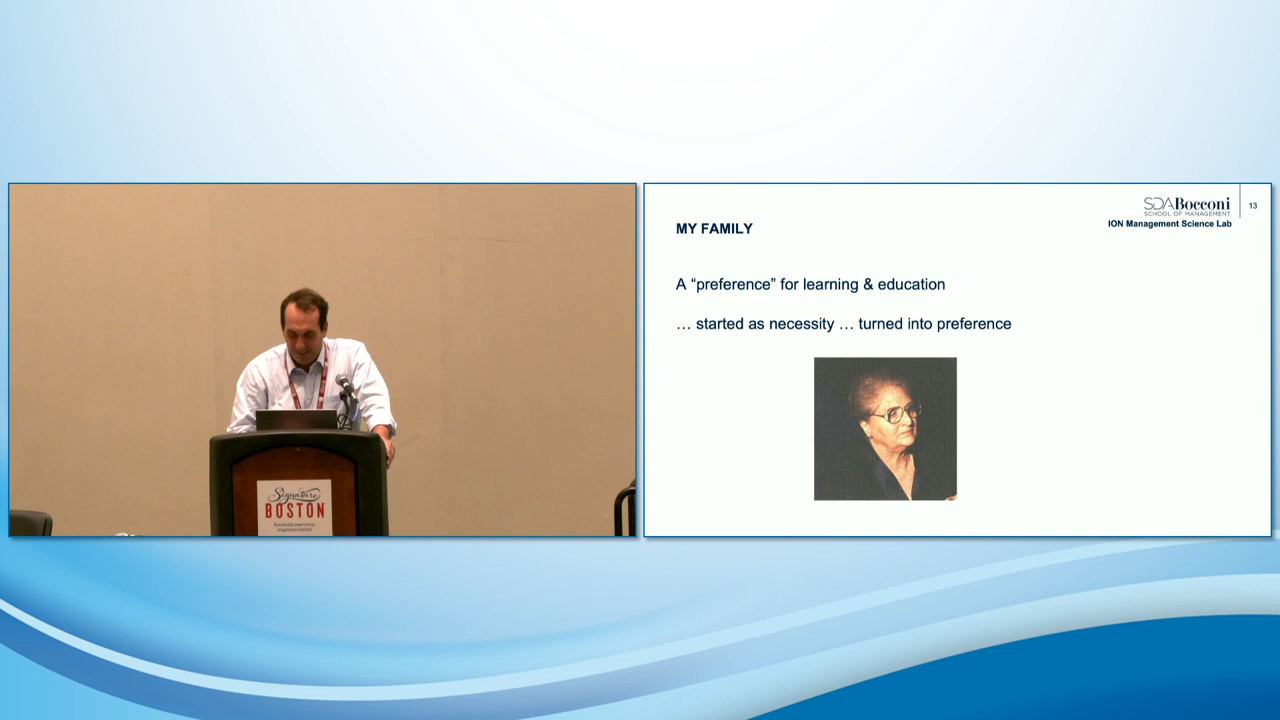 Signature
BOSTON
SDA Bocconi
SCHOOL OF MANAGEMENT
13
ION Management Science Lab
MY FAMILY
A “preference” for learning & education
… started as necessity … turned into preference